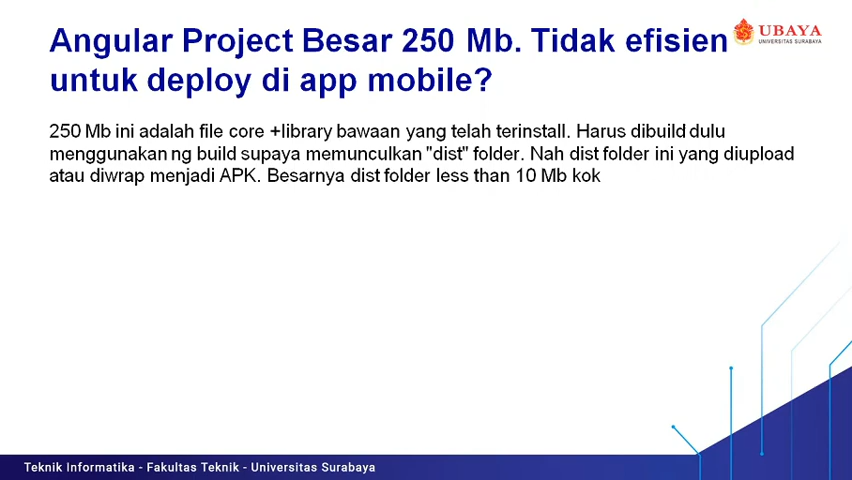 Angular Project Besar 250 Mb. Tidak efisien
untuk deploy di app mobile?
UBAYA
UNIVERSITAS SURABAYA
250 Mb ini adalah file core +library bawaan yang telah terinstall. Harus dibuild dulu
menggunakan ng build supaya memunculkan "dist" folder. Nah dist folder ini yang diupload
atau diwrap menjadi APK. Besarnya dist folder less than 10 Mb kok
Teknik Informatika - Fakultas Teknik - Universitas Surabaya